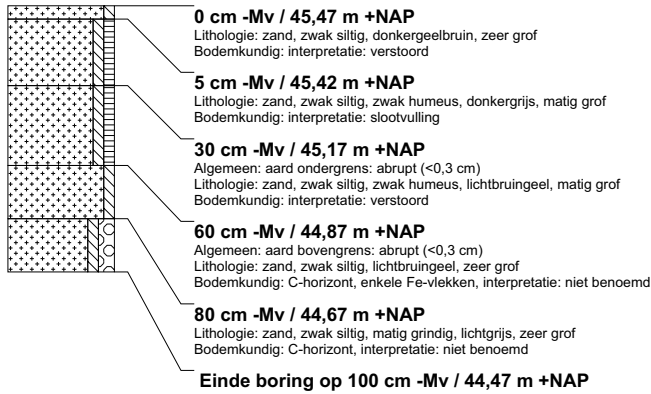 0 cm -Mv / 45,47 m +NAP
Lithologie: zand, zwak siltig, donkergeelbruin, zeer grof
Bodemkundig: interpretatie: verstoord
5 cm -Mv / 45,42 m +NAP
Lithologie: zand, zwak siltig, zwak humeus, donkergrijs, matig grof
Bodemkundig: interpretatie: slootvulling
30 cm -Mv / 45,17 m +NAP
Algemeen: aard ondergrens: abrupt (<0,3 cm)
Lithologie: zand, zwak siltig, zwak humeus, lichtbruingeel, matig grof
Bodemkundig: interpretatie: verstoord
60 cm -Mv / 44,87 m +NAP
Algemeen: aard bovengrens: abrupt (<0,3 cm)
Lithologie: zand, zwak siltig, lichtbruingeel, zeer grof
Bodemkundig: C-horizont, enkele Fe-vlekken, interpretatie: niet benoemd
80 cm -Mv / 44,67 m +NAP
Lithologie: zand, zwak siltig, matig grindig, lichtgrijs, zeer grof
Bodemkundig: C-horizont, interpretatie: niet benoemd
Einde boring op 100 cm -Mv / 44,47 m +NAP